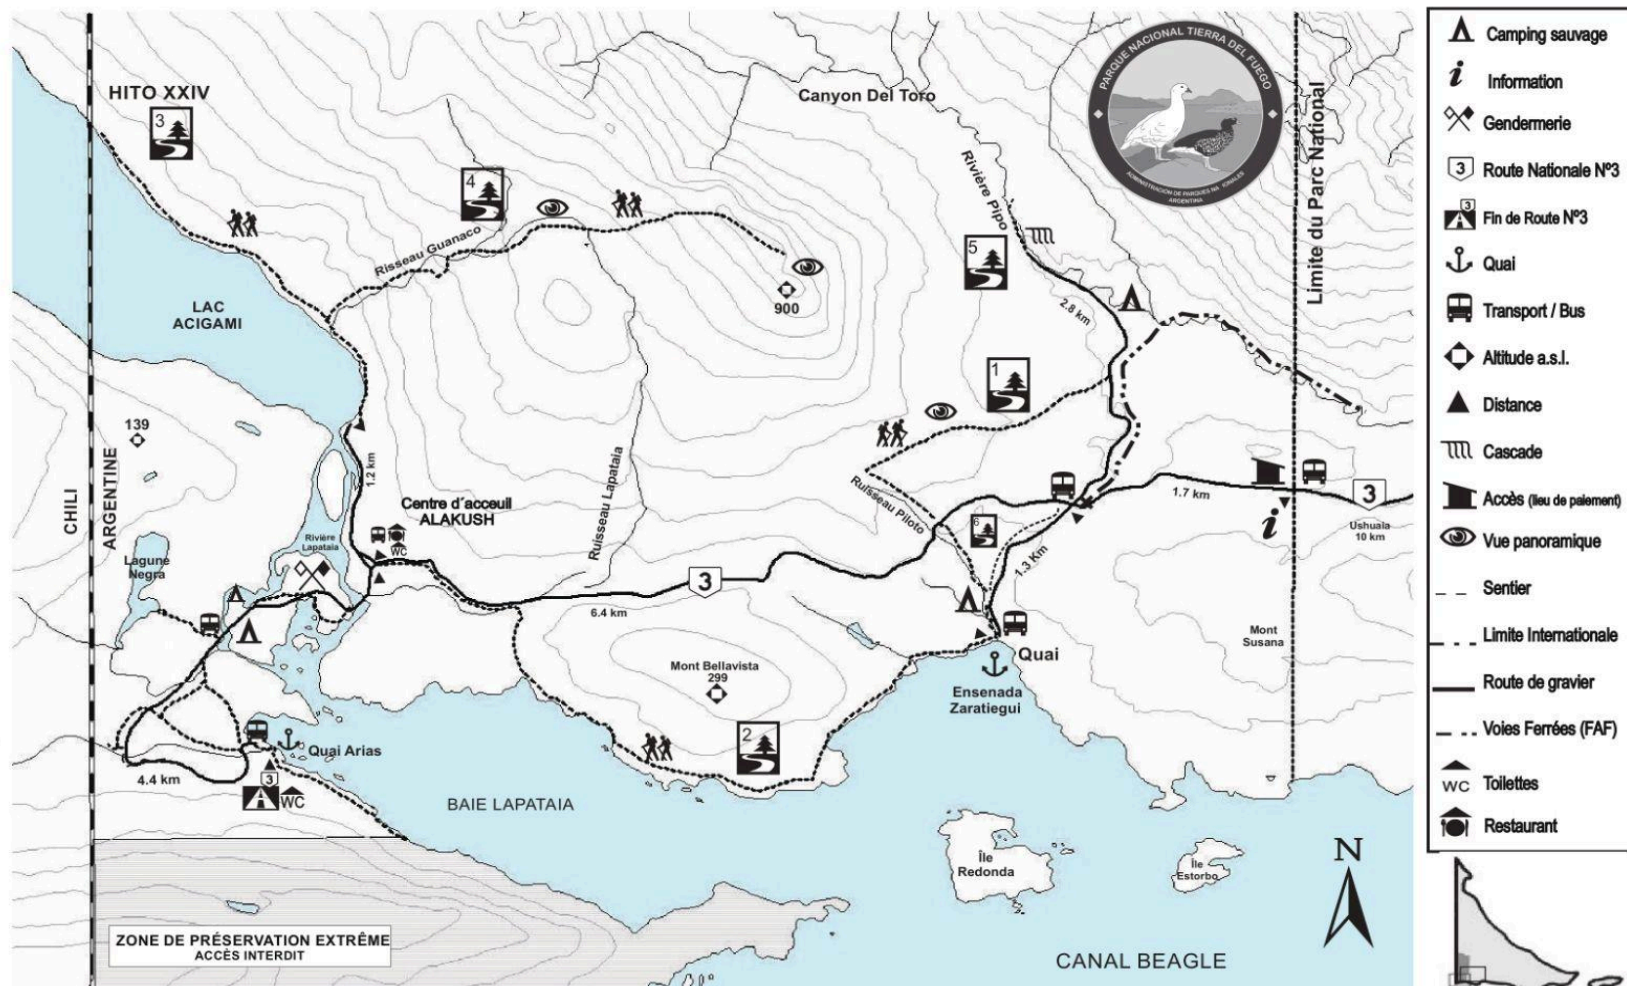 HITO XXIV
3
4
Risseau Guanaco
LAC
ACIGAMI
900
Canyon Del Toro
PARQUE NACIONAL TIERRA DEL FUEGO
ADMINISTRACIÓN DE PARQUES NA IONALES
ARGENTINA
Limite du Parc National
Rivière Pipo
5
2.8 km
1
139
CHILI
ARGENTINE
1.2 km
Centre d´acceuil
ALAKUSH
WC
Ruisseau Lapataia
Ruisseau Piloto
6
1.3 Km
1.7 km
i
3
Ushuaia
10 km
Rivière
Lapataia
Lagune
Negra
3
6.4 km
Mont Bellavista
299
2
Quai
Ensenada
Zaratiegui
Mont
Susana
Quai Arias
4.4 km
3
WC
BAIE LAPATAIA
Île
Redonda
Île
Estorbo
CANAL BEAGLE
N
ZONE DE PRÉSERVATION EXTRÊME
ACCÈS INTERDIT
Camping sauvage
i Information
Gendermerie
3 Route Nationale Nº3
3 Fin de Route Nº3
Quai
Transport / Bus
Altitude a.s.l.
Distance
Cascade
Accès (lieu de paiement)
Vue panoramique
Sentier
Limite Internationale
Route de gravier
Voies Ferrées (FAF)
WC Toilettes
Restaurant